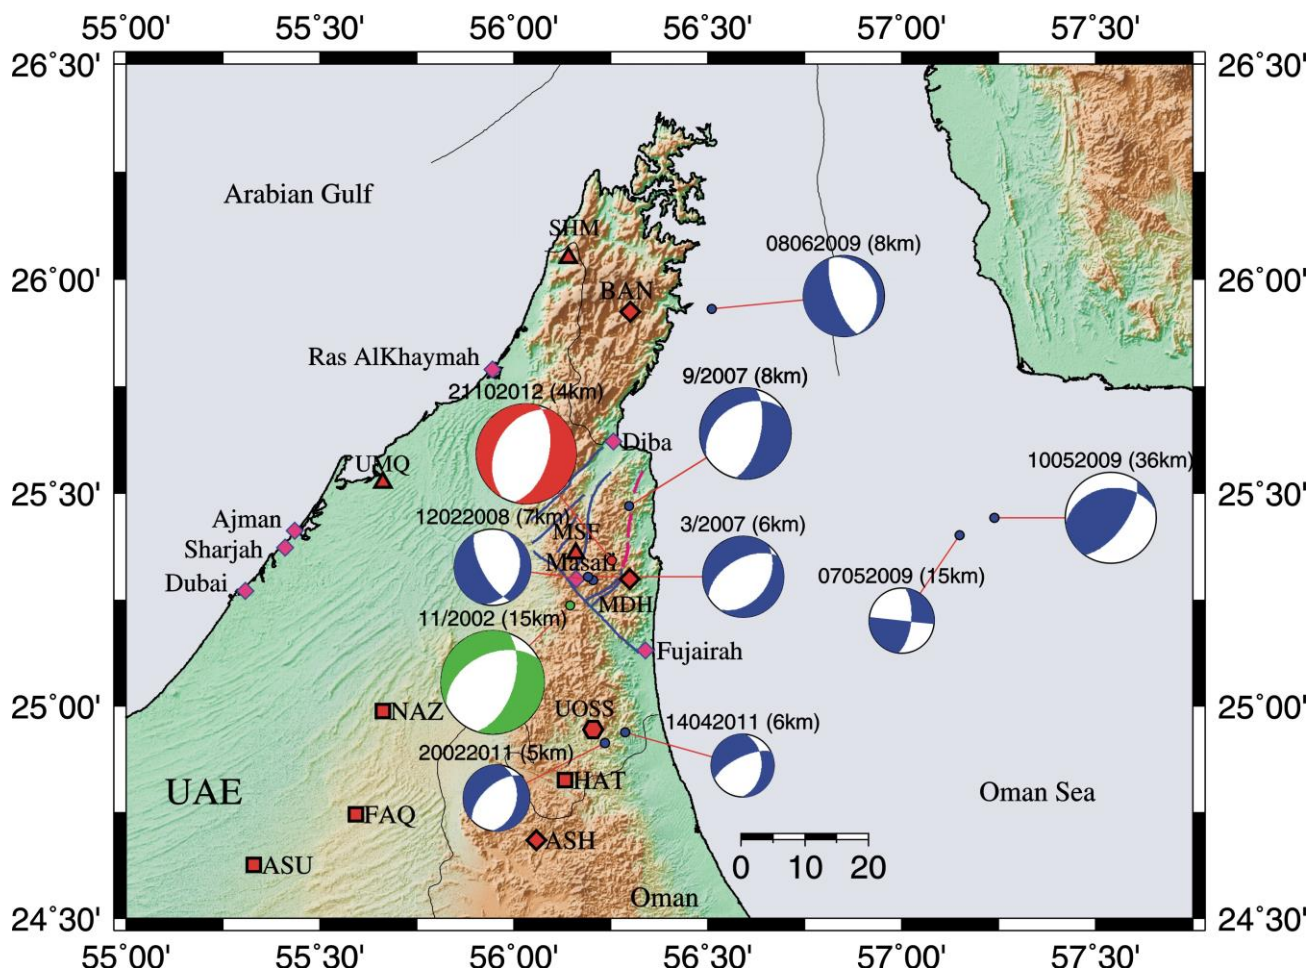 55˚00'
55˚30'
56˚00'
56˚30'
57˚00'
57˚30'
26˚30'
26˚30'
Arabian Gulf
SHM
08062009 (8km)
26˚00'
26˚00'
BAN
Ras AlKhaymah
9/2007 (8km)
21102012 (4km)
Diba
UMQ
10052009 (36km)
25˚30'
25˚30'
Ajman
12022008 (7km)
MSF
3/2007 (6km)
Sharjah
Masafi
Dubai
07052009 (15km)
MDH
11/2002 (15km)
Fujairah
25˚00'
25˚00'
NAZ
UOSS
14042011 (6km)
20022011 (5km)
UAE
HAT
Oman Sea
FAQ
ASH
ASU
0
10
20
Oman
24˚30'
24˚30'
55˚00'
55˚30'
56˚00'
56˚30'
57˚00'
57˚30'